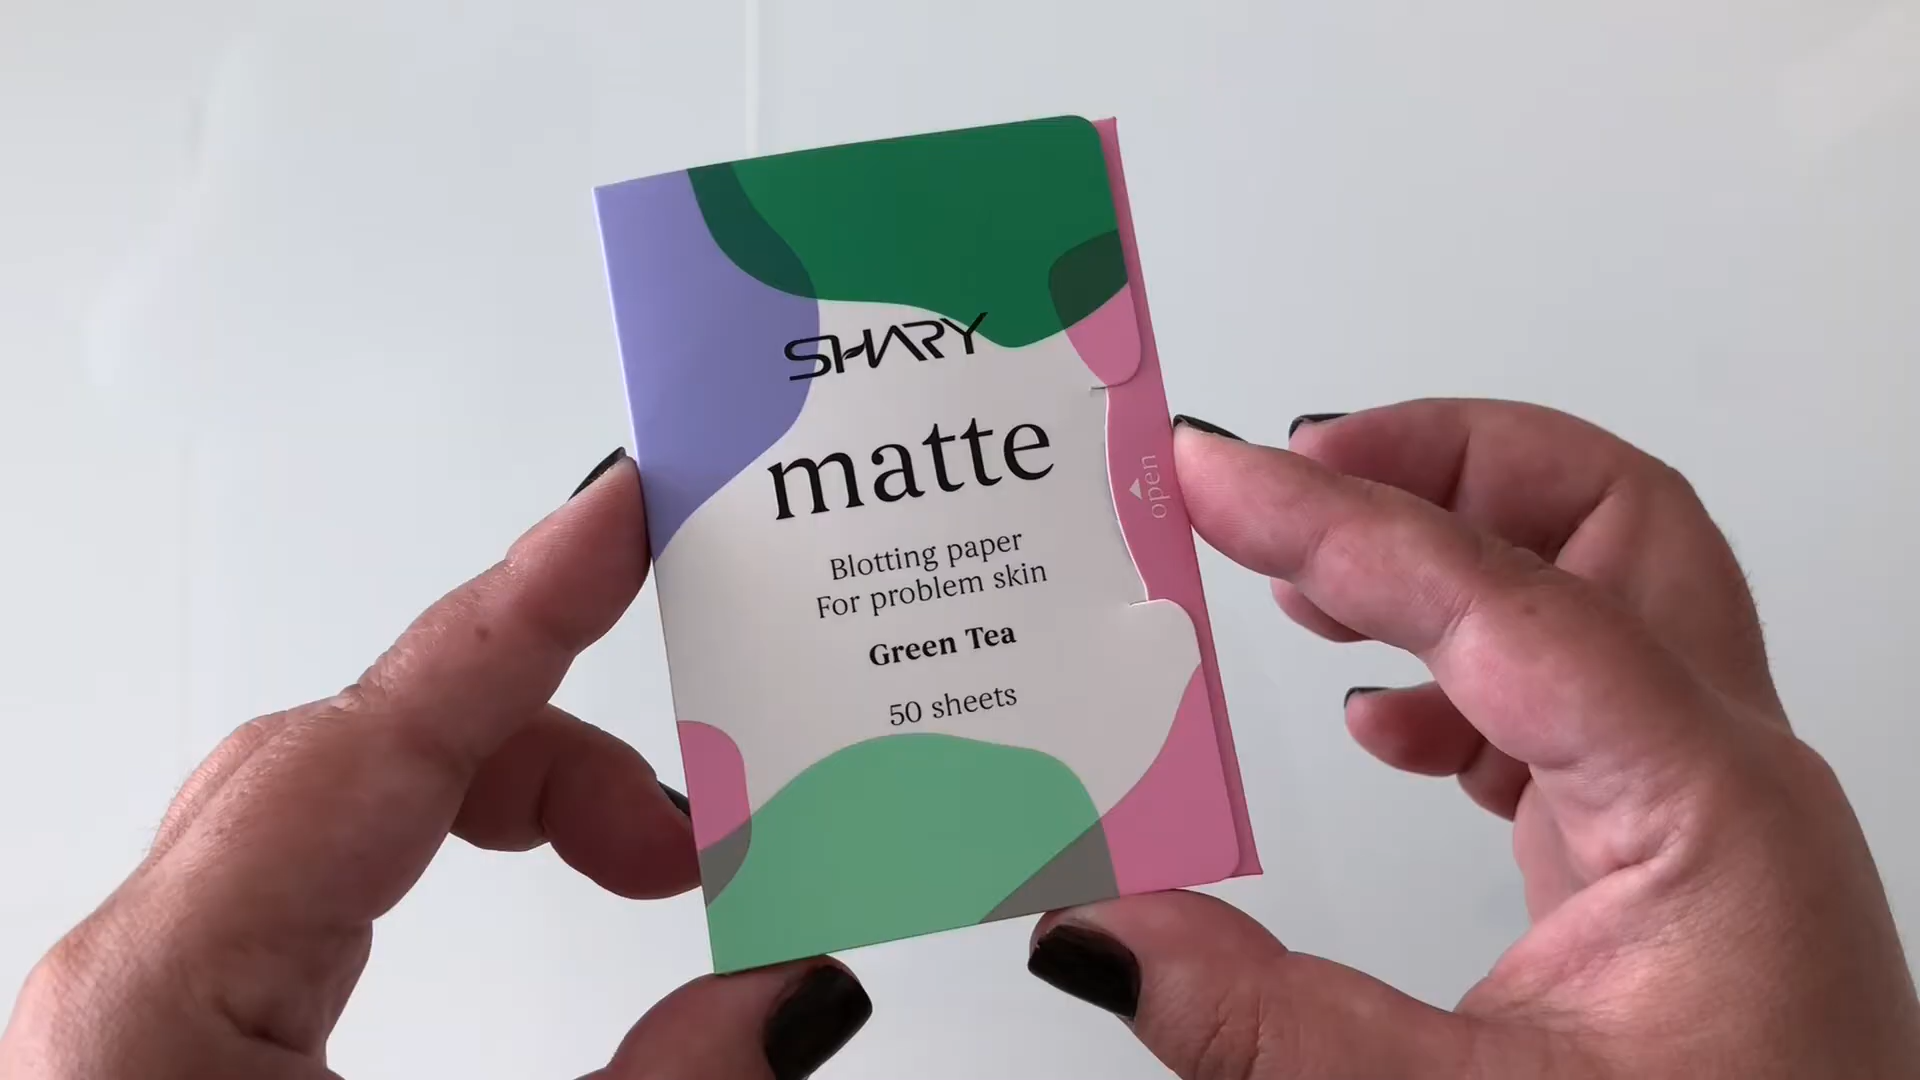 SHARY
matte
Blotting paper
For problem skin
Green Tea
50 sheets
open